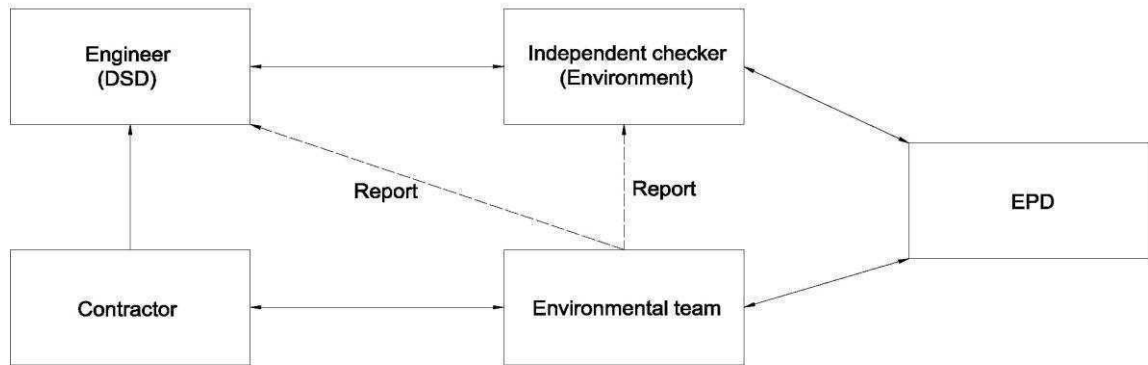 Engineer
(DSD)
Independent checker
(Environment)
EPD
Report
Report
Contractor
Environmental team